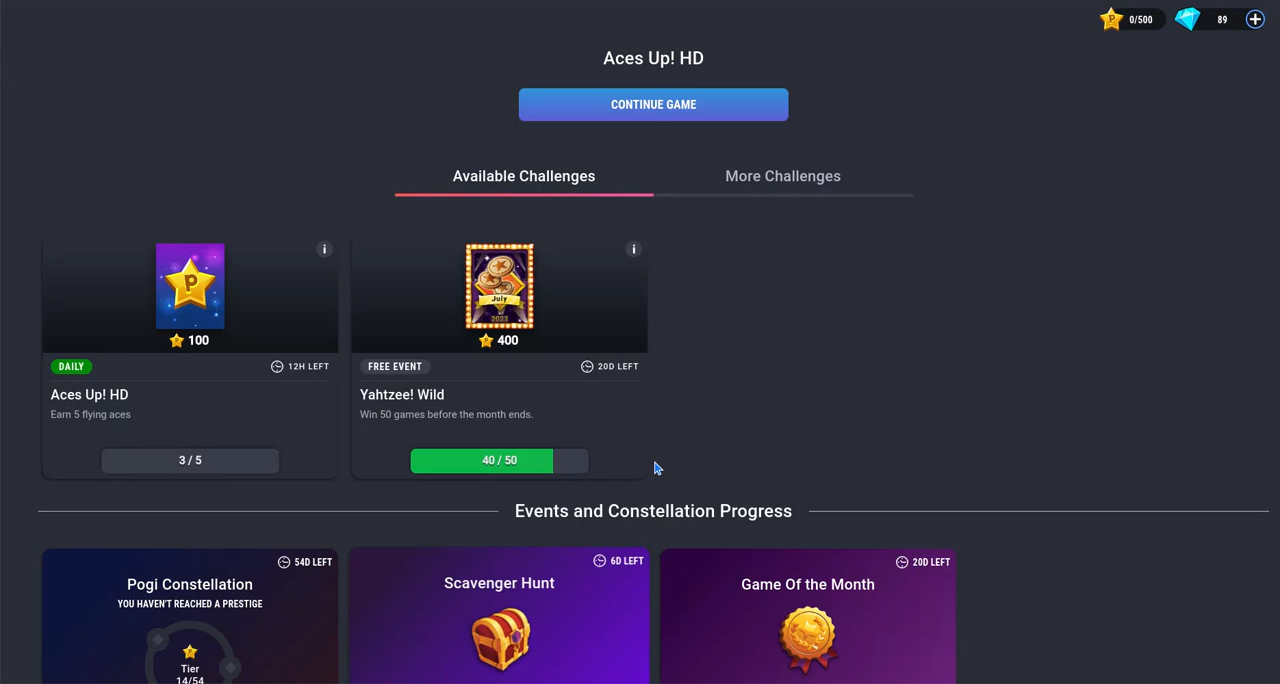 0/500
89
Aces Up! HD
CONTINUE GAME
Available Challenges
More Challenges
P
100
DAILY
12H LEFT
Aces Up! HD
Earn 5 flying aces
3 / 5
July
2023
400
FREE EVENT
20D LEFT
Yahtzee! Wild
Win 50 games before the month ends.
40 / 50
Events and Constellation Progress
54D LEFT
Pogi Constellation
YOU HAVEN'T REACHED A PRESTIGE
Tier
14/54
6D LEFT
Scavenger Hunt
20D LEFT
Game Of the Month